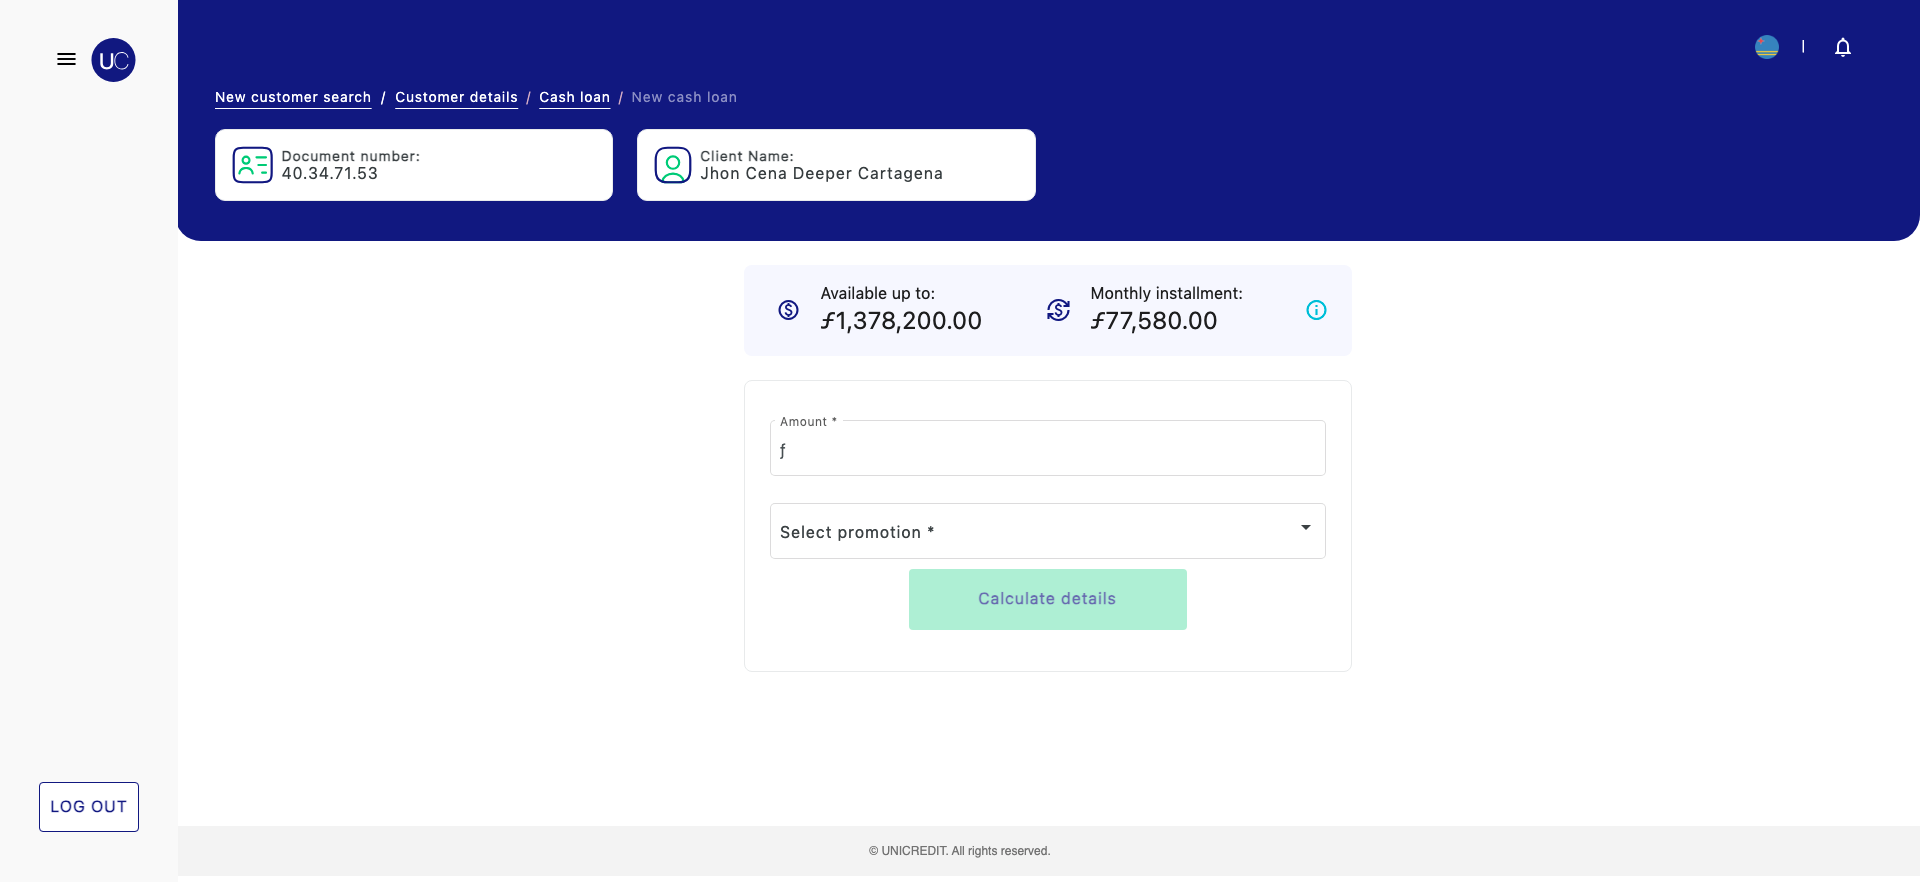 UC
New customer search / Customer details / Cash loan / New cash loan
Document number:
40.34.71.53
Client Name:
Jhon Cena Deeper Cartagena
Available up to:
ƒ1,378,200.00
Monthly installment:
ƒ77,580.00
Amount *
ƒ
Select promotion *
Calculate details
LOG OUT
© UNICREDIT. All rights reserved.